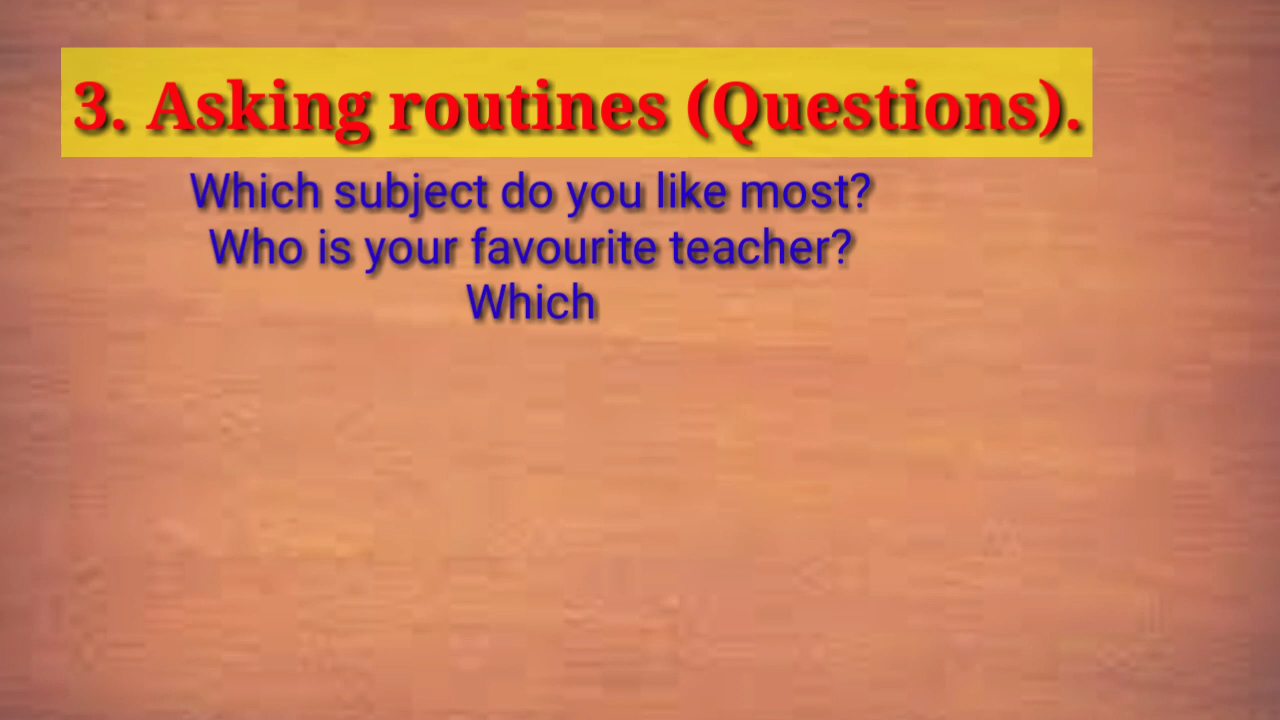 3. Asking routines (Questions).
Which subject do you like most?
Who is your favourite teacher?
Which